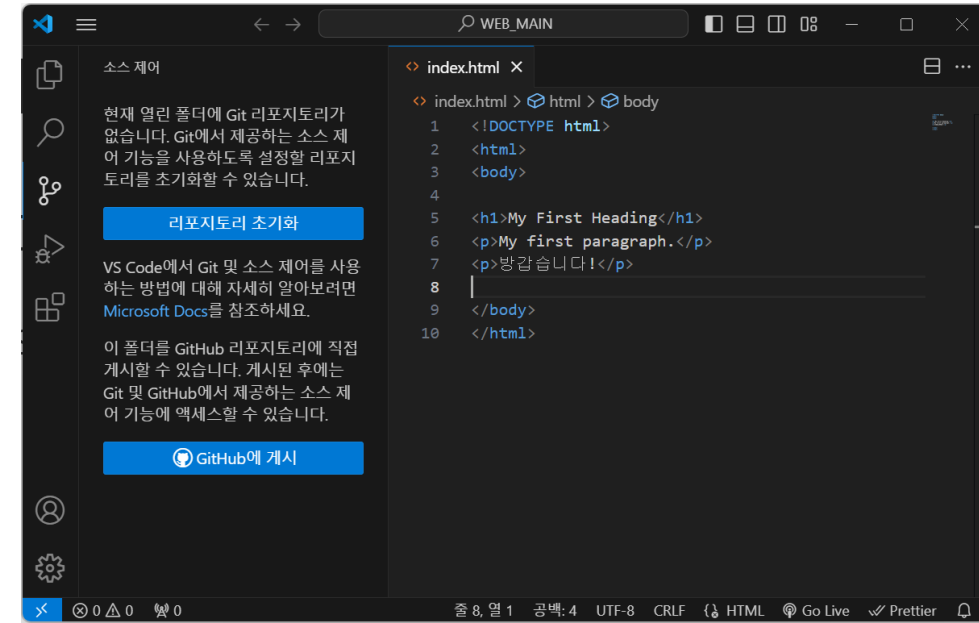 WEB_MAIN
소스 제어
현재 열린 폴더에 Git 리포지토리가
없습니다. Git에서 제공하는 소스 제
어 기능을 사용하도록 설정할 리포지
토리를 초기화할 수 있습니다.
리포지토리 초기화
VS Code에서 Git 및 소스 제어를 사용
하는 방법에 대해 자세히 알아보려면
Microsoft Docs를 참조하세요.
이 폴더를 GitHub 리포지토리에 직접
게시할 수 있습니다. 게시된 후에는
Git 및 GitHub에서 제공하는 소스 제
어 기능에 액세스할 수 있습니다.
GitHub에 게시
index.html
index.html > html > body
1 <!DOCTYPE html>
2 <html>
3 <body>
4
5 <h1>My First Heading</h1>
6 <p>My first paragraph.</p>
7 <p>방갑습니다!</p>
8
9 </body>
10 </html>
0 0 0 줄 8, 열 1 공백: 4 UTF-8 CRLF HTML Go Live Prettier